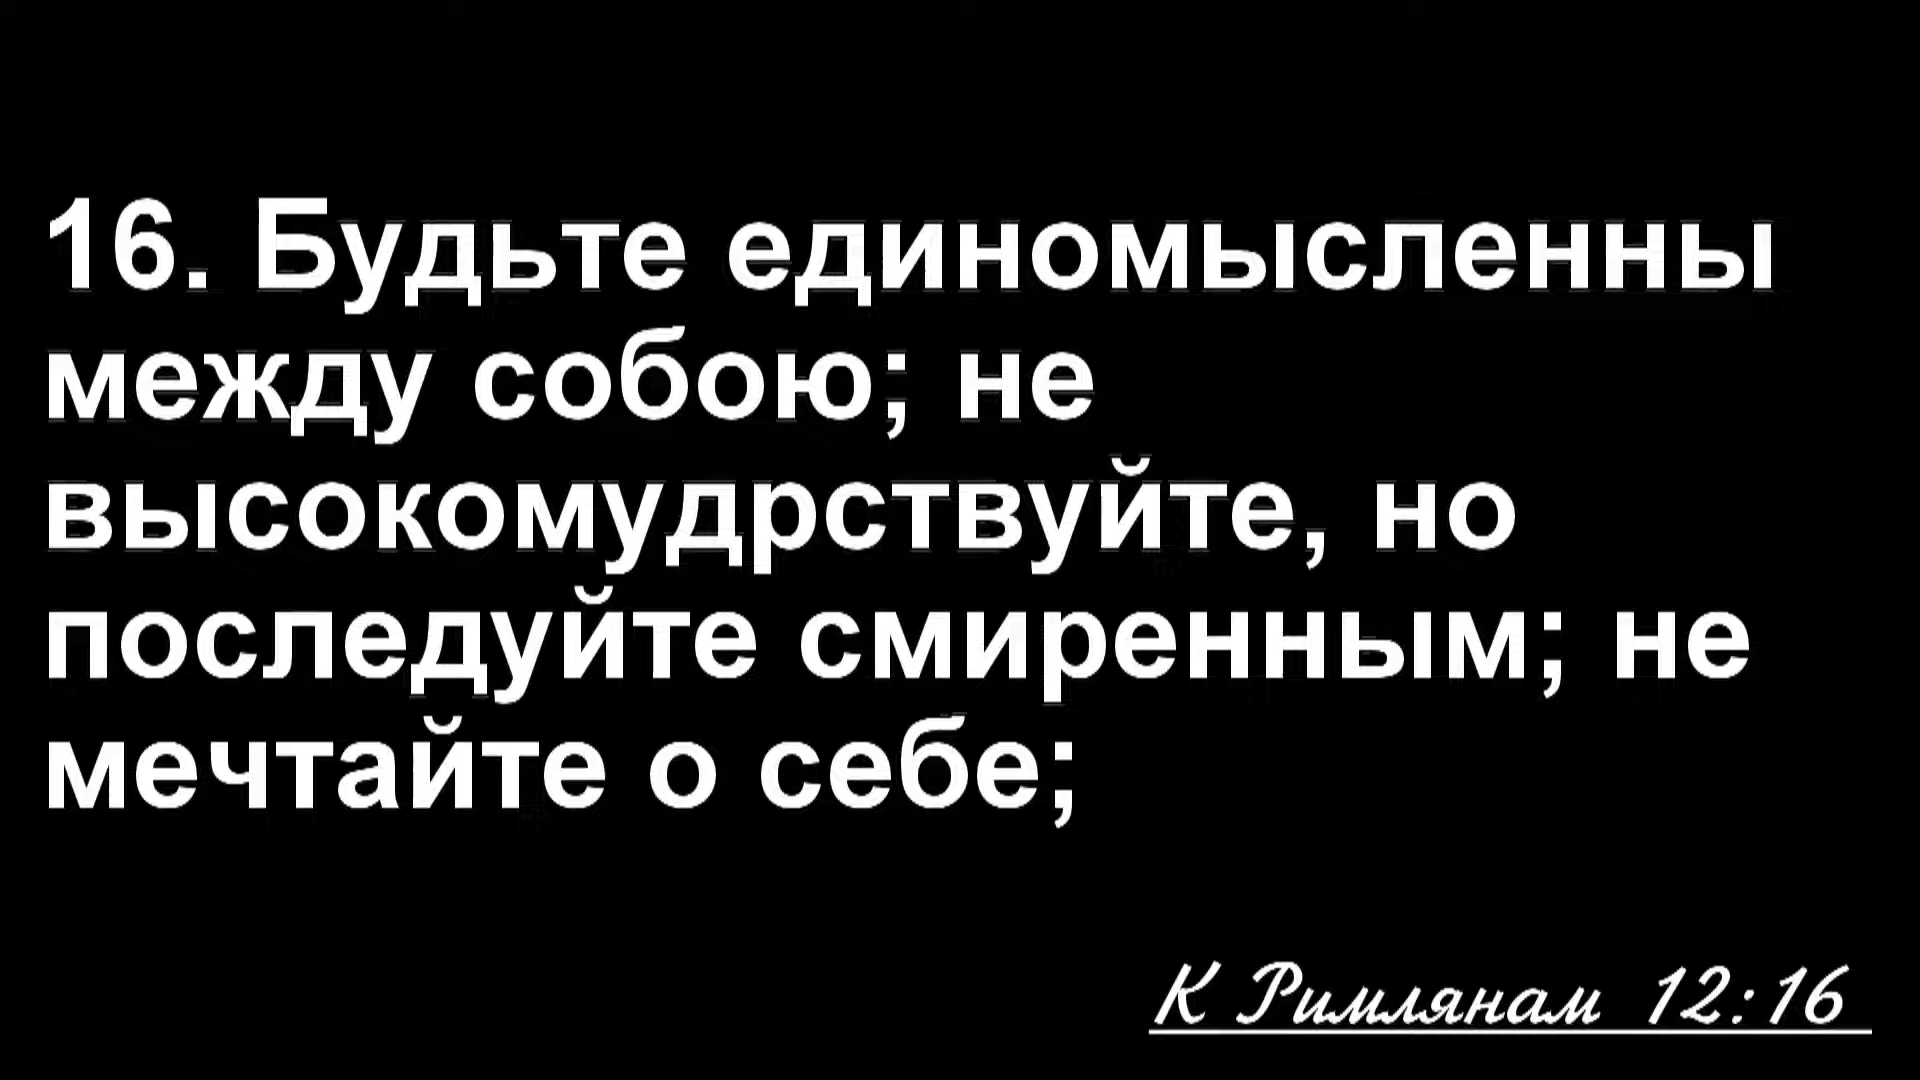 16. Будьте единомысленны
между собою; не
высокомудрствуйте, но
последуйте смиренным; не
мечтайте о себе;
К Римлянам 12:16